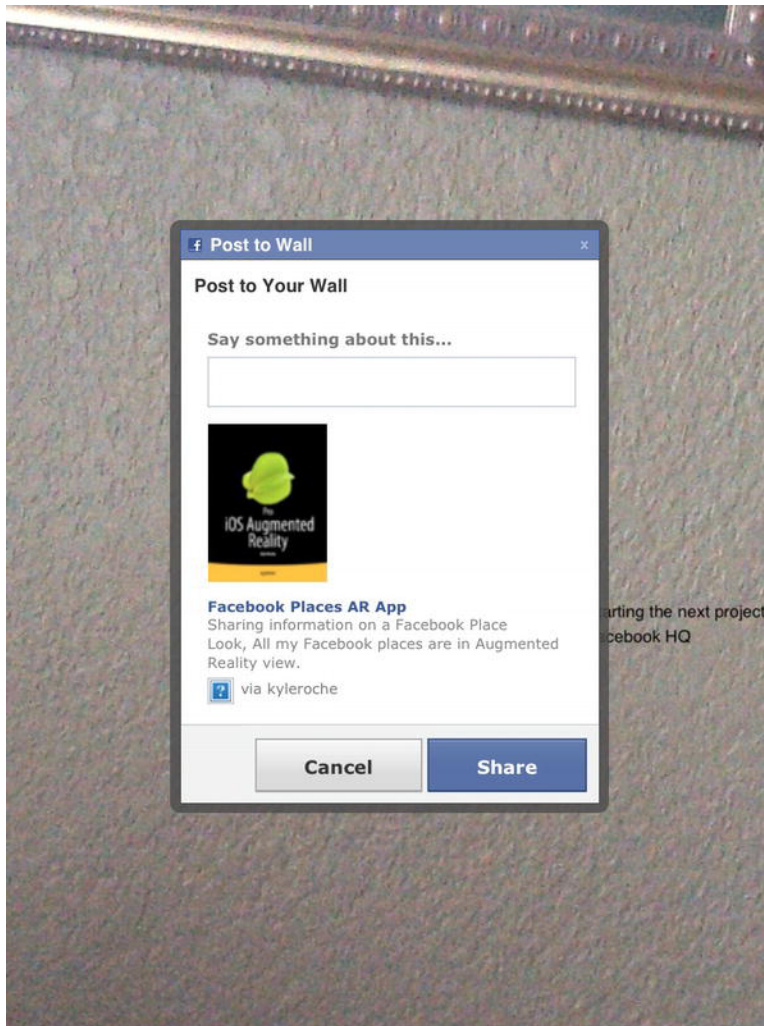 Post to Wall
x
Post to Your Wall
Say something about this...
Pro
iOS Augmented
Reality
Facebook Places AR App
Sharing information on a Facebook Place
Look, All my Facebook places are in Augmented
Reality view.
? via kyleroche
arting the next project
cebook HQ
Cancel
Share